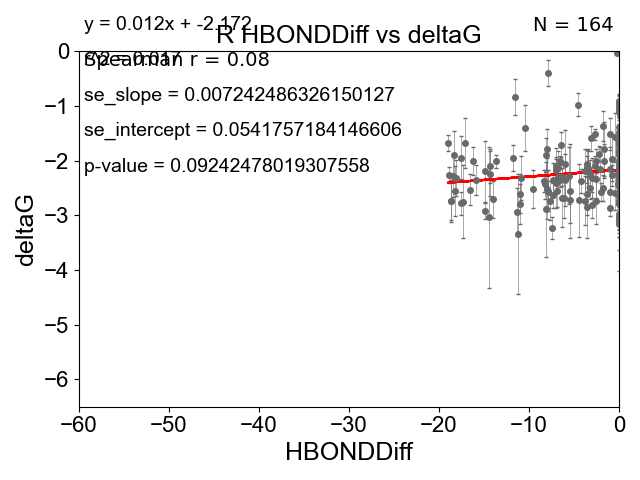 y = 0.012x + -2.172
N = 164
R HBONDDiff vs deltaG
r^2 = 0.017
Spearman r = 0.08
se_slope = 0.007242486326150127
se_intercept = 0.0541757184146606
p-value = 0.09242478019307558
0
−1
−2
−3
−4
−5
−6
deltaG
−60
−50
−40
−30
−20
−10
0
HBONDDiff